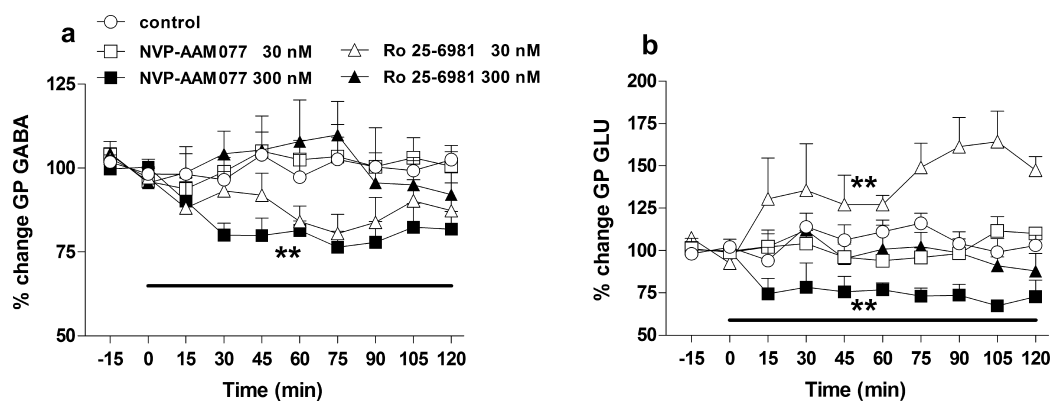 a
control
NVP-AAM077 30 nM
Ro 25-6981 30 nM
NVP-AAM077 300 nM
Ro 25-6981 300 nM
% change GP GABA
125
100
75
50
**
-15 0 15 30 45 60 75 90 105 120
Time (min)
b
% change GP GLU
200
175
150
125
100
75
50
**
**
-15 0 15 30 45 60 75 90 105 120
Time (min)